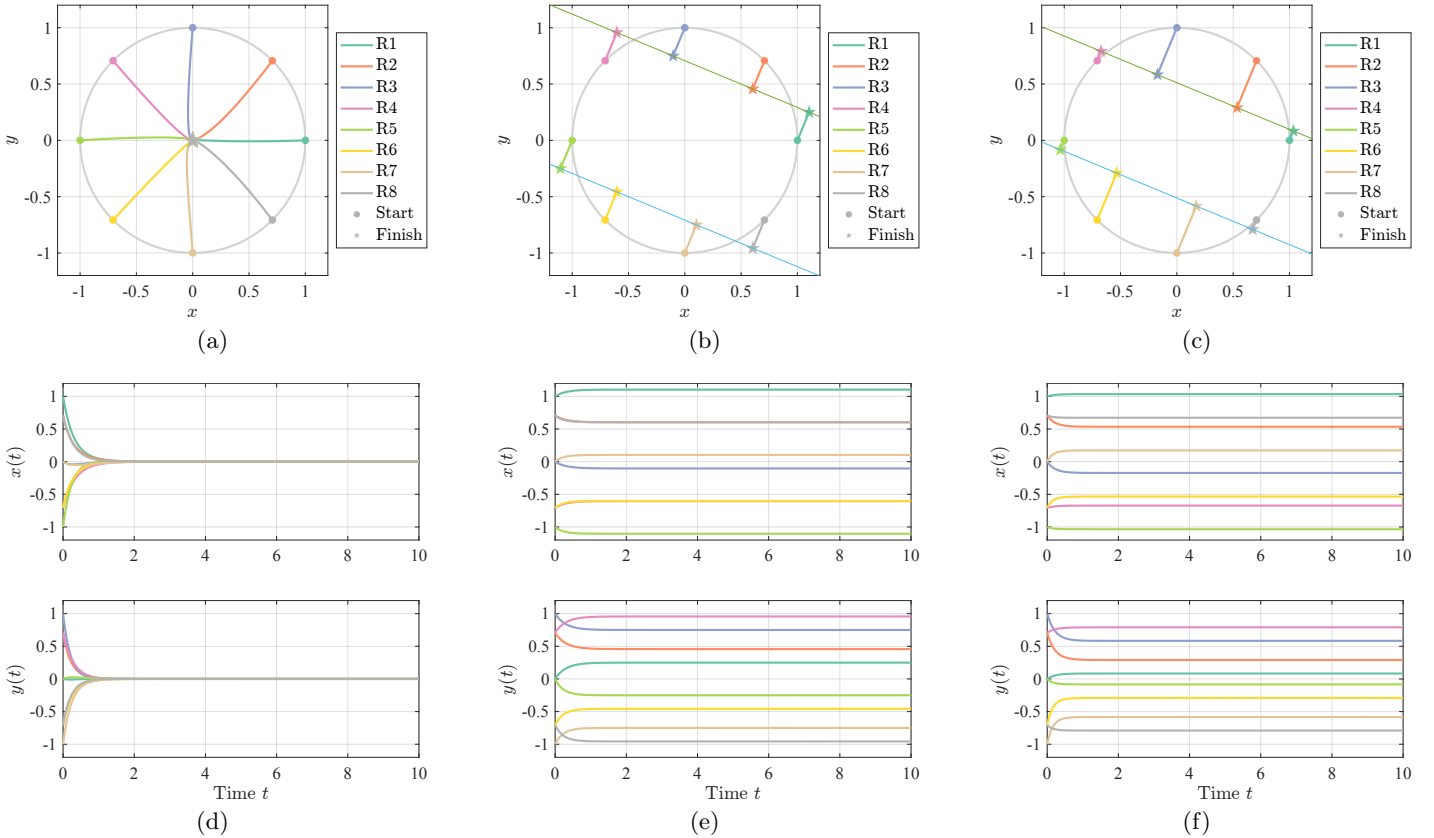 1
0.5
0
-0.5
-1
y
-1 -0.5 0 0.5 1
x
R1
R2
R3
R4
R5
R6
R7
R8
Start
Finish
(a)
1
0.5
0
-0.5
-1
y
-1 -0.5 0 0.5 1
x
R1
R2
R3
R4
R5
R6
R7
R8
Start
Finish
(b)
1
0.5
0
-0.5
-1
y
-1 -0.5 0 0.5 1
x
R1
R2
R3
R4
R5
R6
R7
R8
Start
Finish
(c)
1
0.5
0
-0.5
-1
x(t)
0 2 4 6 8 10
1
0.5
0
-0.5
-1
y(t)
0 2 4 6 8 10
Time t
(d)
1
0.5
0
-0.5
-1
x(t)
0 2 4 6 8 10
1
0.5
0
-0.5
-1
y(t)
0 2 4 6 8 10
Time t
(e)
1
0.5
0
-0.5
-1
x(t)
0 2 4 6 8 10
1
0.5
0
-0.5
-1
y(t)
0 2 4 6 8 10
Time t
(f)